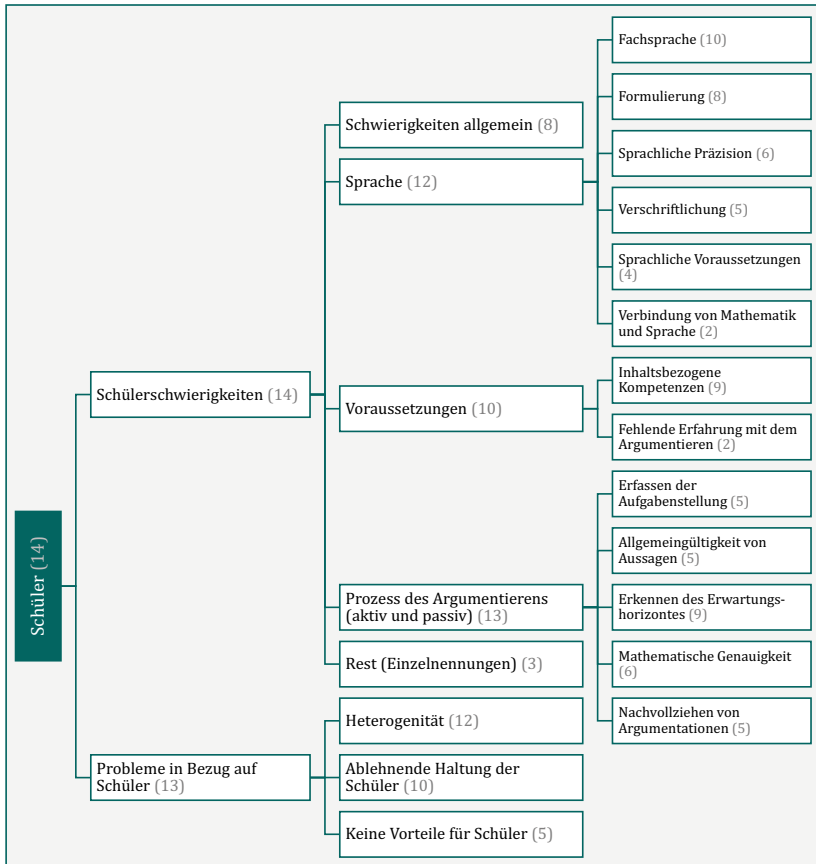 Schüler (14)
Schülerschwierigkeiten (14)
Schwierigkeiten allgemein (8)
Sprache (12)
Fachsprache (10)
Formulierung (8)
Sprachliche Präzision (6)
Verschriftlichung (5)
Sprachliche Voraussetzungen
(4)
Verbindung von Mathematik
und Sprache (2)
Voraussetzungen (10)
Inhaltsbezogene
Kompetenzen (9)
Fehlende Erfahrung mit dem
Argumentieren (2)
Prozess des Argumentierens
(aktiv und passiv) (13)
Erfassen der
Aufgabenstellung (5)
Allgemeingültigkeit von
Aussagen (5)
Erkennen des Erwartungs-
horizontes (9)
Mathematische Genauigkeit
(6)
Nachvollziehen von
Argumentationen (5)
Rest (Einzelnennungen) (3)
Probleme in Bezug auf
Schüler (13)
Heterogenität (12)
Ablehnende Haltung der
Schüler (10)
Keine Vorteile für Schüler (5)